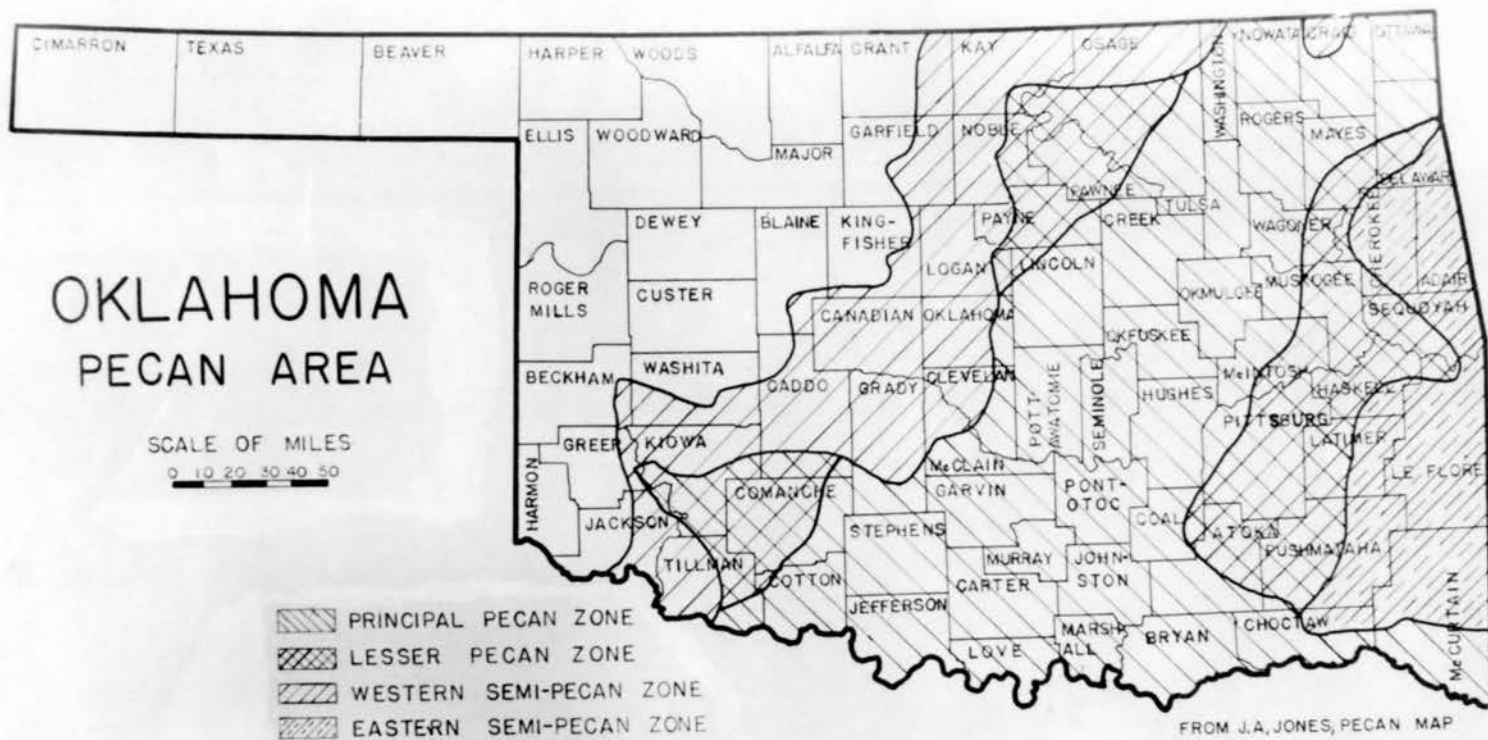 CIMARRON TEXAS BEAVER HARPER WOODS ALFALFA GRANT KAY OSAGE WASHINGTON NOWATA CRAIG OTTAWA
ELLIS WOODWARD MAJOR GARFIELD NOBLE ROGERS MAYES
DELAWARE
PAWNEE
DEWEY BLAINE KING-
FISHER PAYNE CREEK TULSA WAGONER CHEROKEE
LOGAN LINCOLN
OKLAHOMA
PECAN AREA
ROGER
MILLS CUSTER CANADIAN OKLAHOMA OKMULGEE MUSKOGEE ADAIR
SEQUOYAH
OKFUSKEE
BECKHAM WASHITA CADDO GRADY CLEVELAN McINTOSH
HASKELL
HUGHES
POTT
AWATOMIE SEMINOLE
PITTSBURG
LATIMER
SCALE OF MILES
0 10 20 30 40 50
GREER KIOWA
McCLAIN LE FLORE
HARMON COMANCHE GARVIN PONT-
OTOC
JACKSON STEPHENS COAL ATOKA
PUSHMATAHA
TILLMAN COTTON MURRAY JOHN-
STON
CARTER
JEFFERSON
MARSH
ALL BRYAN CHOCTAW
LOVE McCURTAIN
PRINCIPAL PECAN ZONE
LESSER PECAN ZONE
WESTERN SEMI-PECAN ZONE
EASTERN SEMI-PECAN ZONE
FROM J.A, JONES, PECAN MAP